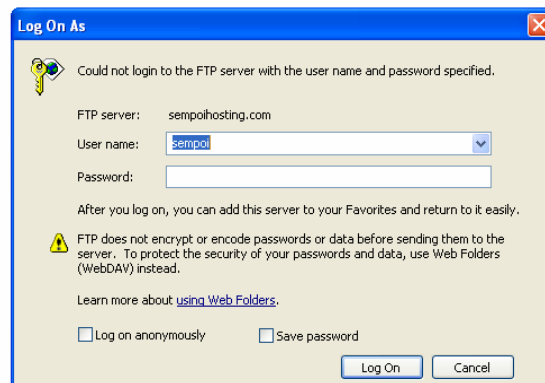 Log On As
Could not login to the FTP server with the user name and password specified.
FTP server: sempoihosting.com
User name: sempoi
Password:
After you log on, you can add this server to your Favorites and return to it easily.
FTP does not encrypt or encode passwords or data before sending them to the
server. To protect the security of your passwords and data, use Web Folders
(WebDAV) instead.
Learn more about using Web Folders.
Log on anonymously Save password
Log On Cancel